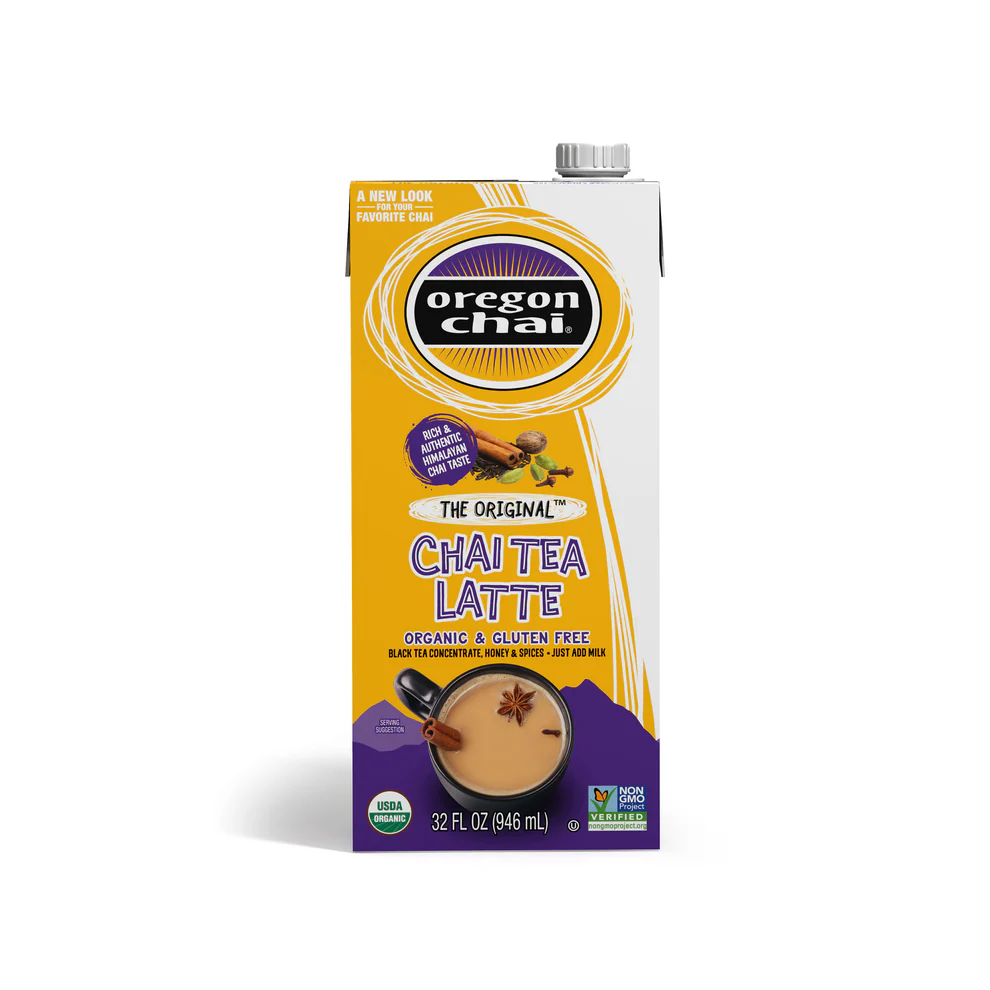 A NEW LOOK
FOR YOUR
FAVORITE CHAI
oregon
chai®
RICH &
AUTHENTIC
HIMALAYAN
CHAI TASTE
THE ORIGINAL™
CHAI TEA
LATTE
ORGANIC & GLUTEN FREE
BLACK TEA CONCENTRATE, HONEY & SPICES • JUST ADD MILK
SERVING
SUGGESTION
USDA
ORGANIC
32 FL OZ (946 mL)
U
NON
GMO
Project
VERIFIED
nongmoproject.org